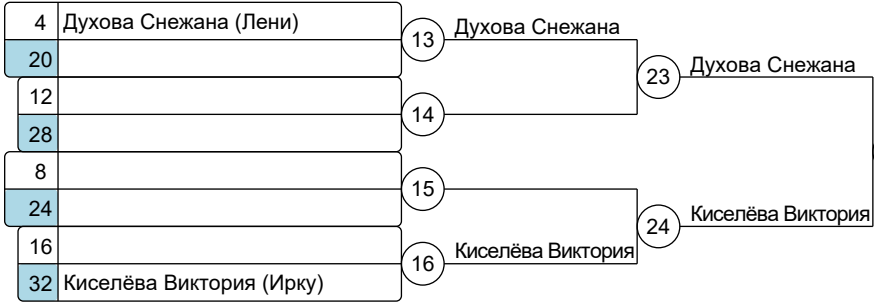 4 Духова Снежана (Лени)
20
12
28
8
24
16
32 Киселёва Виктория (Ирку)
13 Духова Снежана
14
15
16 Киселёва Виктория
23 Духова Снежана
24 Киселёва Виктория